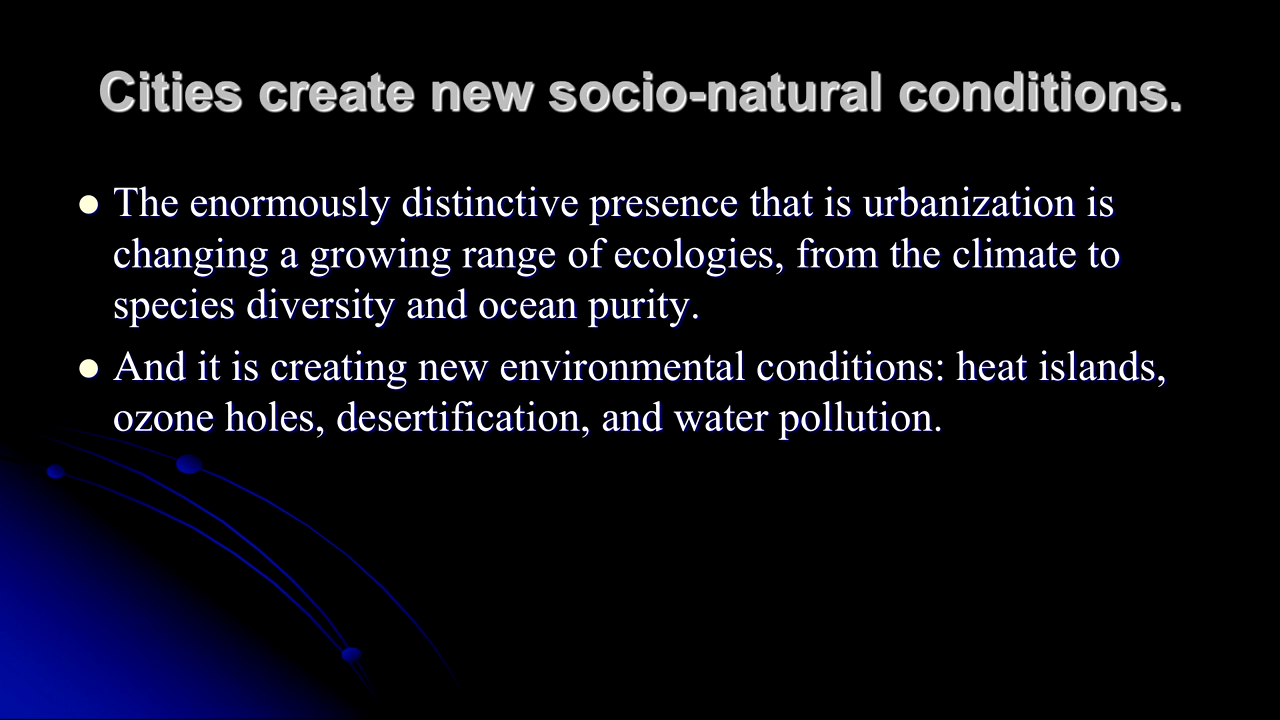 Cities create new socio-natural conditions.
The enormously distinctive presence that is urbanization is
changing a growing range of ecologies, from the climate to
species diversity and ocean purity.
And it is creating new environmental conditions: heat islands,
ozone holes, desertification, and water pollution.